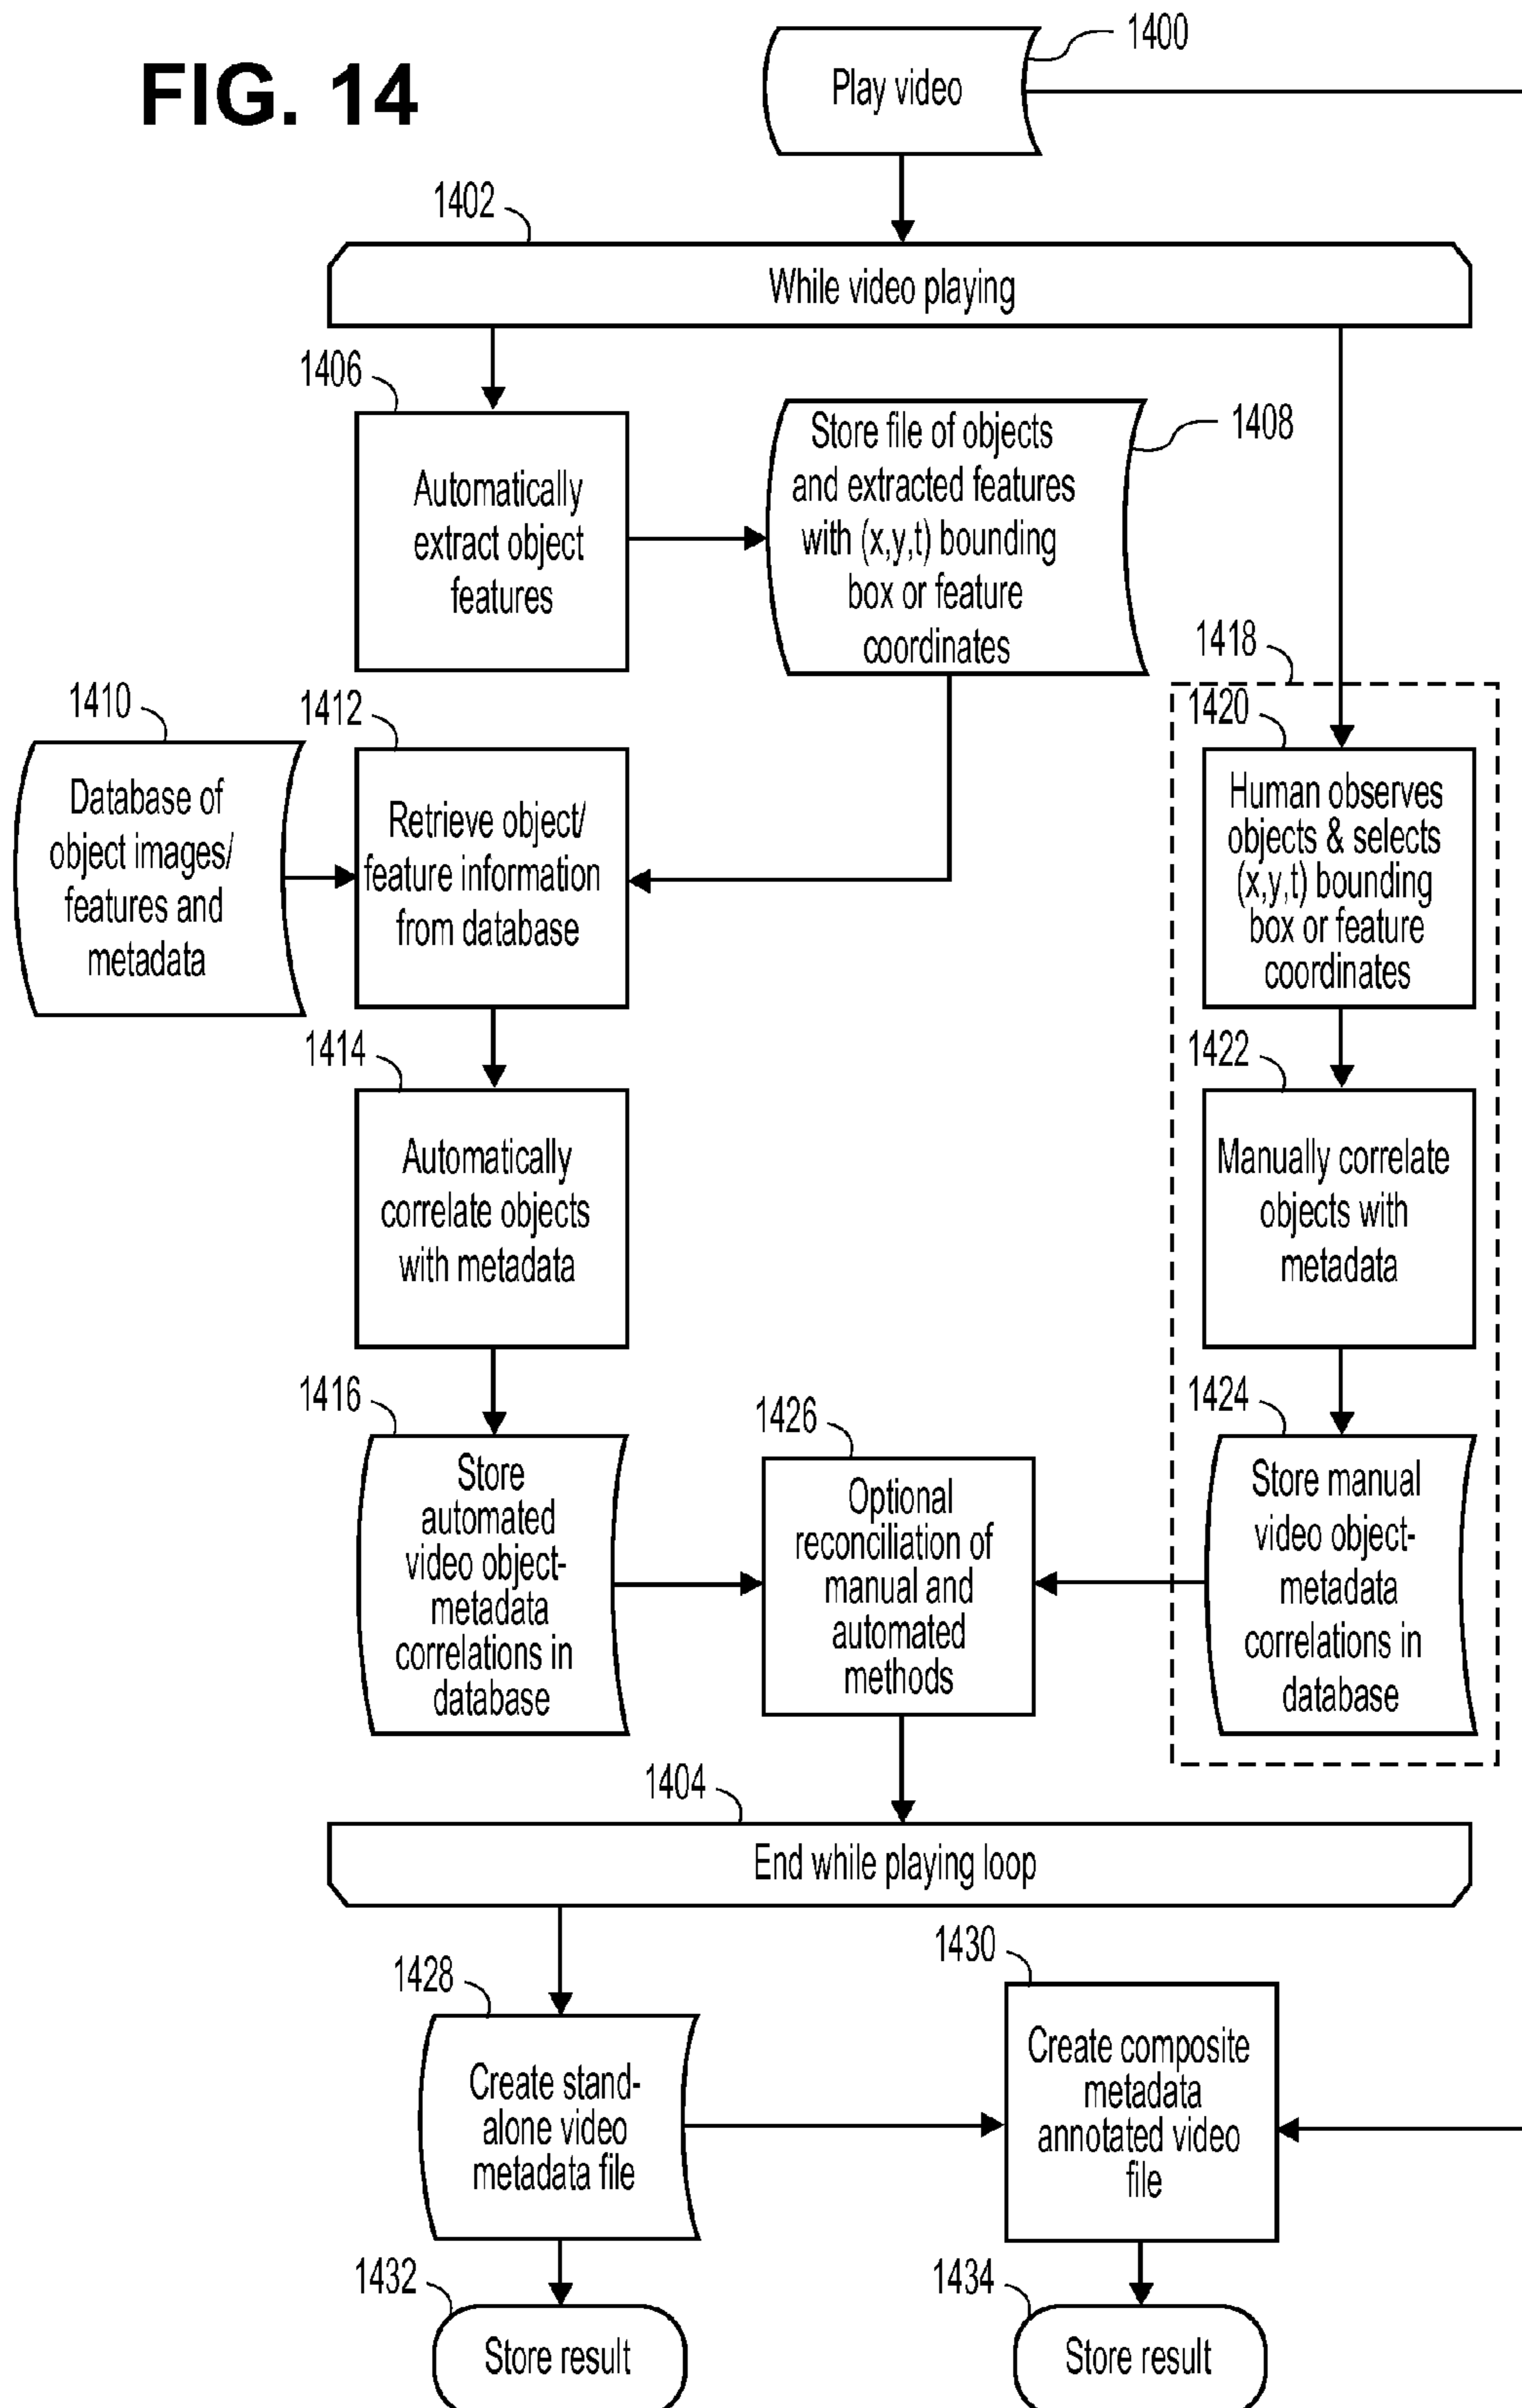 FIG. 14
1400
Play video
1402
While video playing
1406
Automatically
extract object
features
Store file of objects
and extracted features
with (x,y,t) bounding
box or feature
coordinates
1408
1410
Database of
object images/
features and
metadata
1412
Retrieve object/
feature information
from database
1418
1420
Human observes
objects & selects
(x,y,t) bounding
box or feature
coordinates
1414
Automatically
correlate objects
with metadata
1422
Manually correlate
objects with
metadata
1416
Store
automated
video object-
metadata
correlations in
database
1426
Optional
reconciliation of
manual and
automated
methods
1424
Store manual
video object-
metadata
correlations in
database
1404
End while playing loop
1428
Create stand-
alone video
metadata file
1430
Create composite
metadata
annotated video
file
1432
Store result
1434
Store result